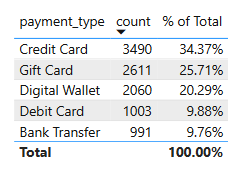 payment_type count % of Total
Credit Card 3490 34.37%
Gift Card 2611 25.71%
Digital Wallet 2060 20.29%
Debit Card 1003 9.88%
Bank Transfer 991 9.76%
Total 100.00%